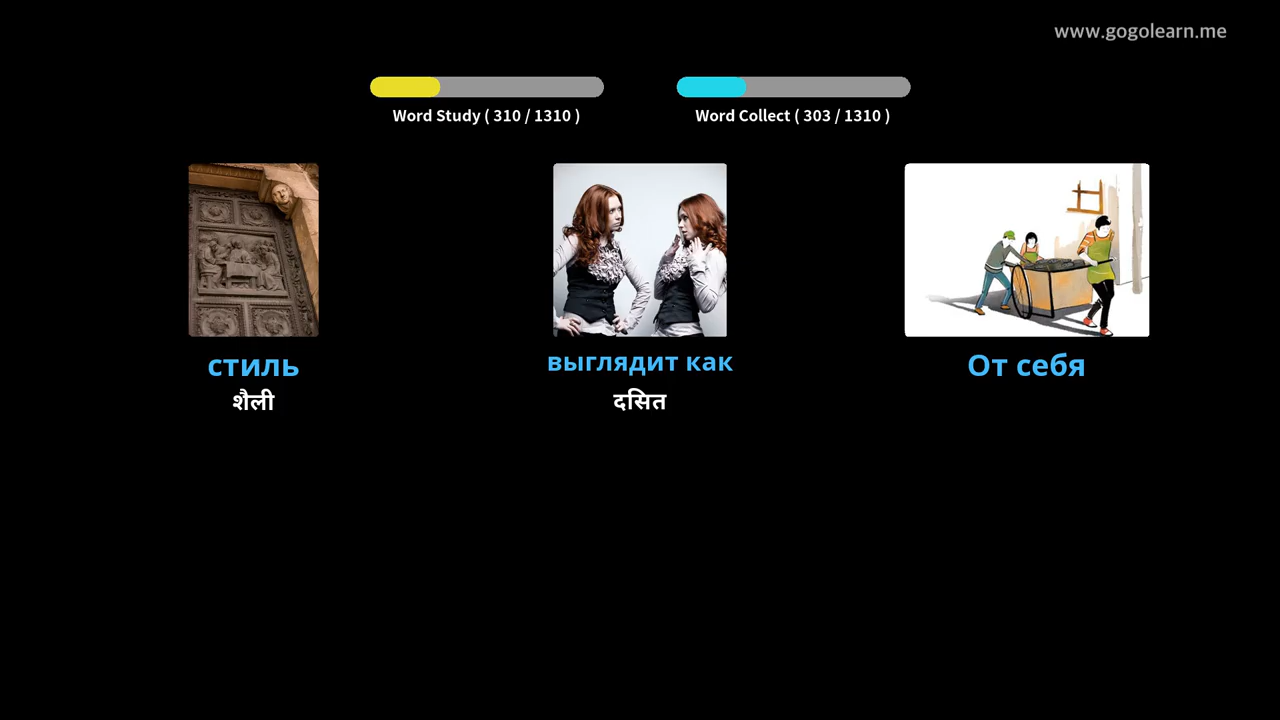 www.gogolearn.me
Word Study ( 310 / 1310 )
Word Collect ( 303 / 1310 )
стиль
выглядит как
От себя
शैली
दसित